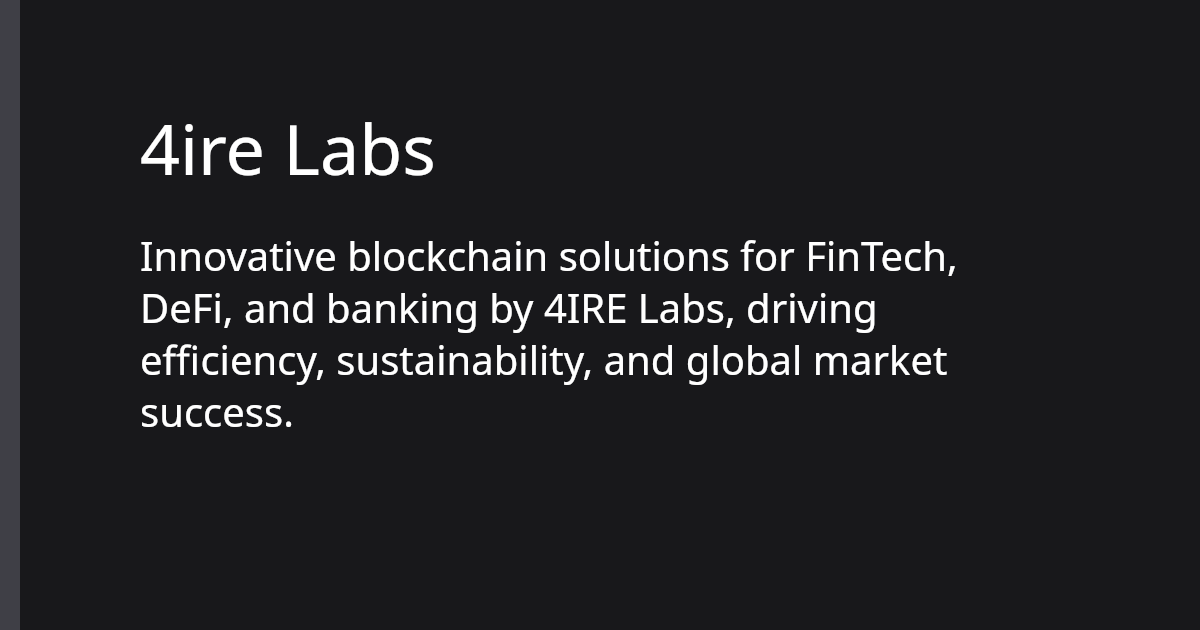 4ire Labs
Innovative blockchain solutions for FinTech,
DeFi, and banking by 4IRE Labs, driving
efficiency, sustainability, and global market
success.